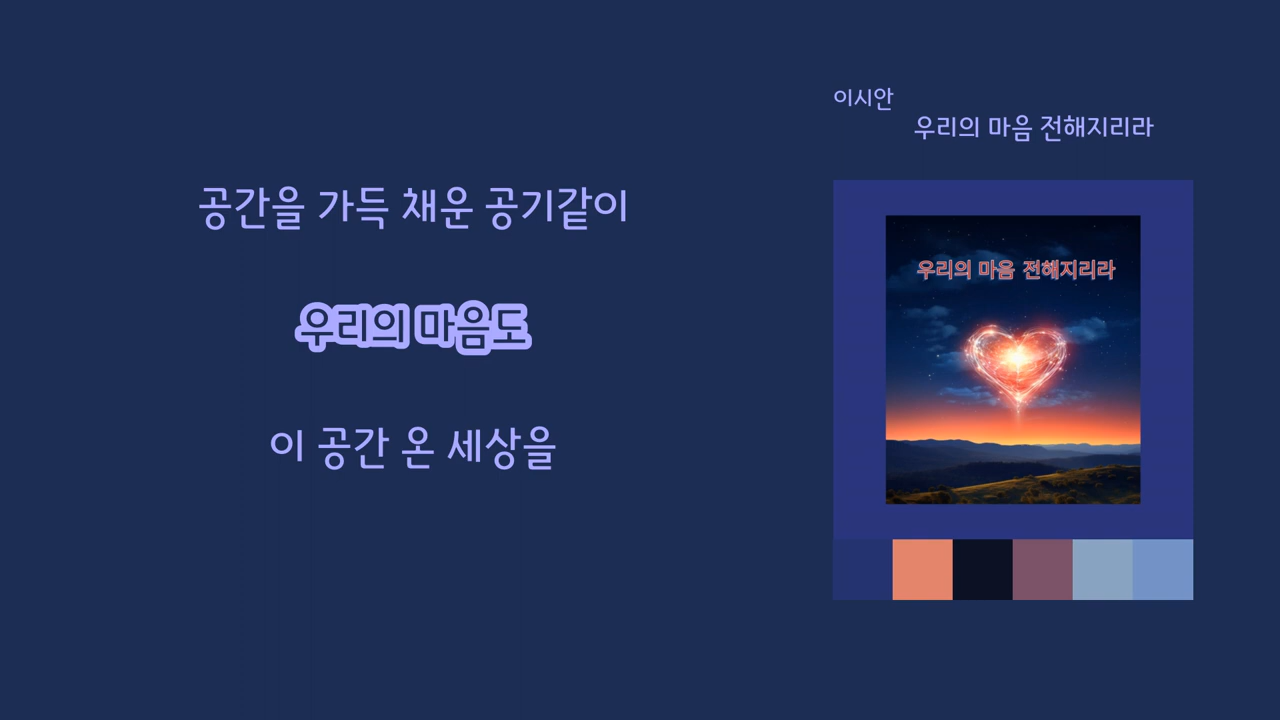 이시안
우리의 마음 전해지리라
공간을 가득 채운 공기같이
우리의 마음도
이 공간 온 세상을
우리의 마음 전해지리라